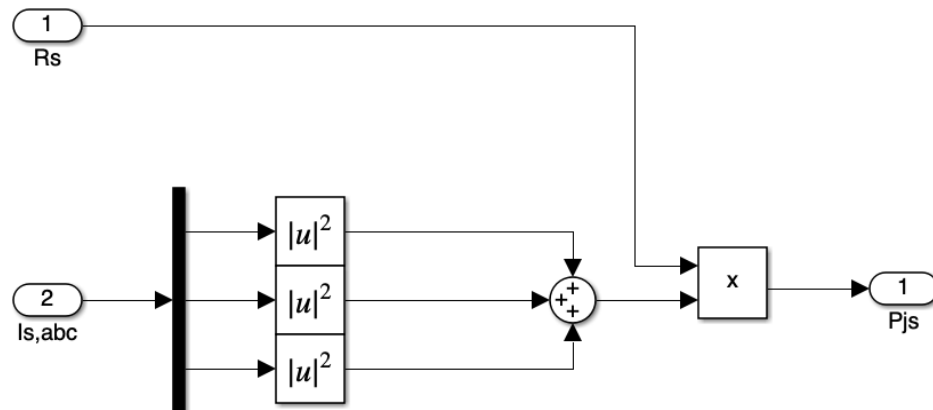 1
Rs
|u|²
|u|²
|u|²
+
+
+
x
2
Is,abc
1
Pjs